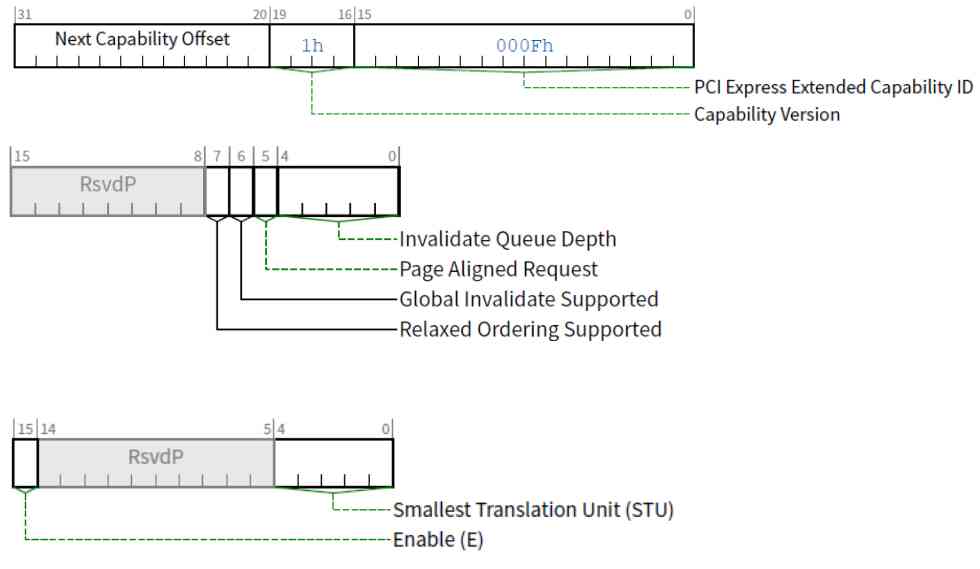 31 20 19 16 15 0
Next Capability Offset 1h 000Fh
PCI Express Extended Capability ID
Capability Version
15 8 7 6 5 4 0
RsvdP
Invalidate Queue Depth
Page Aligned Request
Global Invalidate Supported
Relaxed Ordering Supported
15 14 5 4 0
RsvdP
Smallest Translation Unit (STU)
Enable (E)